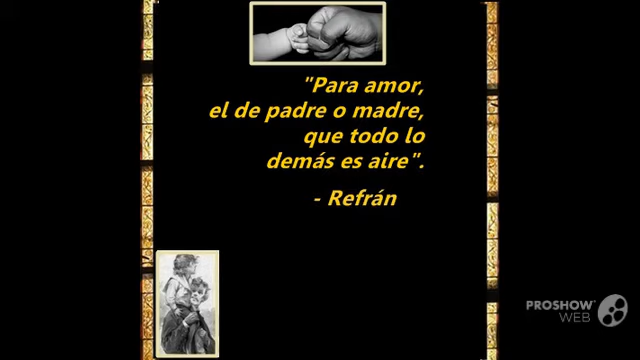 "Para amor,
el de padre o madre,
que todo lo
demás es aire".
- Refrán
PROSHOW
WEB